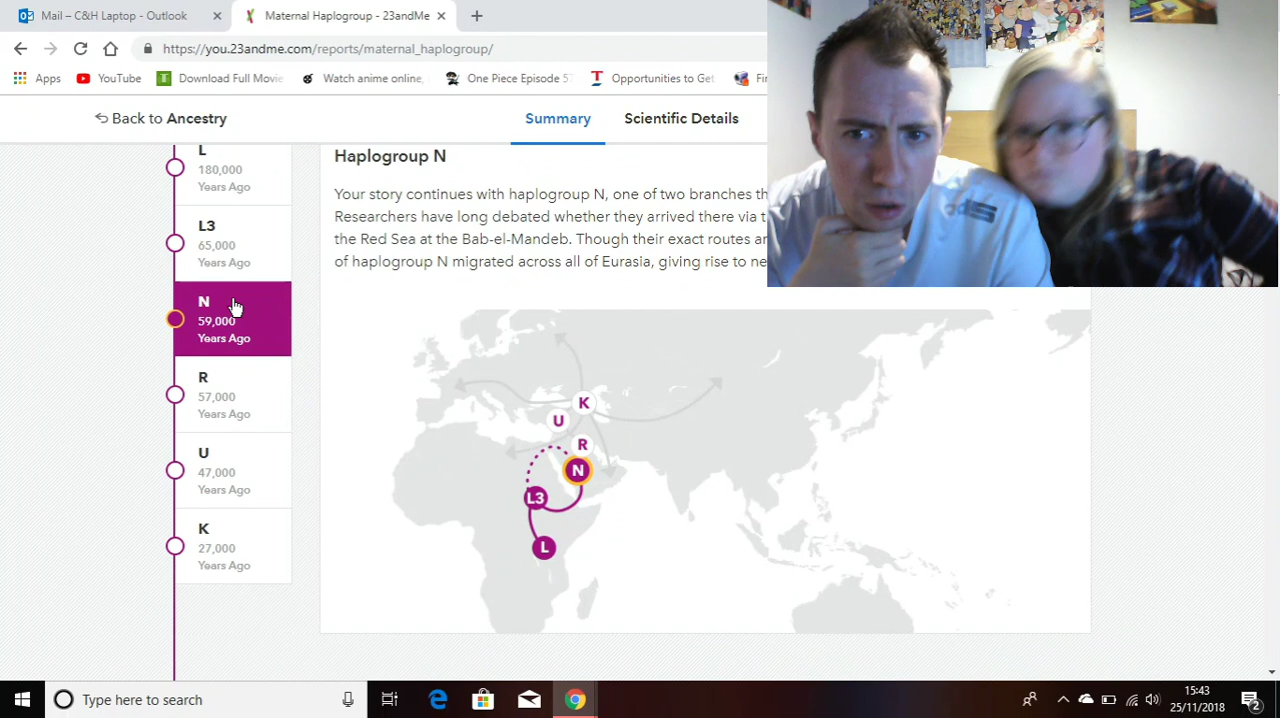 Mail – C&H Laptop - Outlook
Maternal Haplogroup - 23andMe
https://you.23andme.com/reports/maternal_haplogroup/
Apps
YouTube
Download Full Movie
Watch anime online,
One Piece Episode 57
Opportunities to Get
Fin
Back to Ancestry
Summary
Scientific Details
L
180,000
Years Ago
L3
65,000
Years Ago
N
59,000
Years Ago
R
57,000
Years Ago
U
47,000
Years Ago
K
27,000
Years Ago
Haplogroup N
Your story continues with haplogroup N, one of two branches th
Researchers have long debated whether they arrived there via t
the Red Sea at the Bab-el-Mandeb. Though their exact routes ar
of haplogroup N migrated across all of Eurasia, giving rise to ne
K
U
R
N
L3
L
Type here to search
15:43
25/11/2018
2